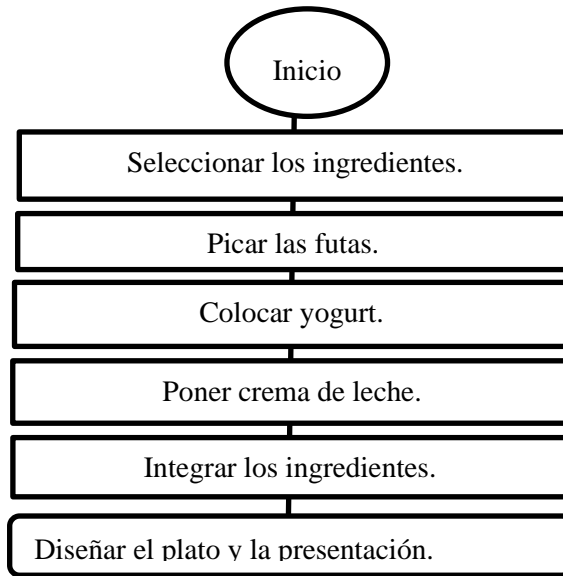 Inicio
Seleccionar los ingredientes.
Picar las futas.
Colocar yogurt.
Poner crema de leche.
Integrar los ingredientes.
Diseñar el plato y la presentación.